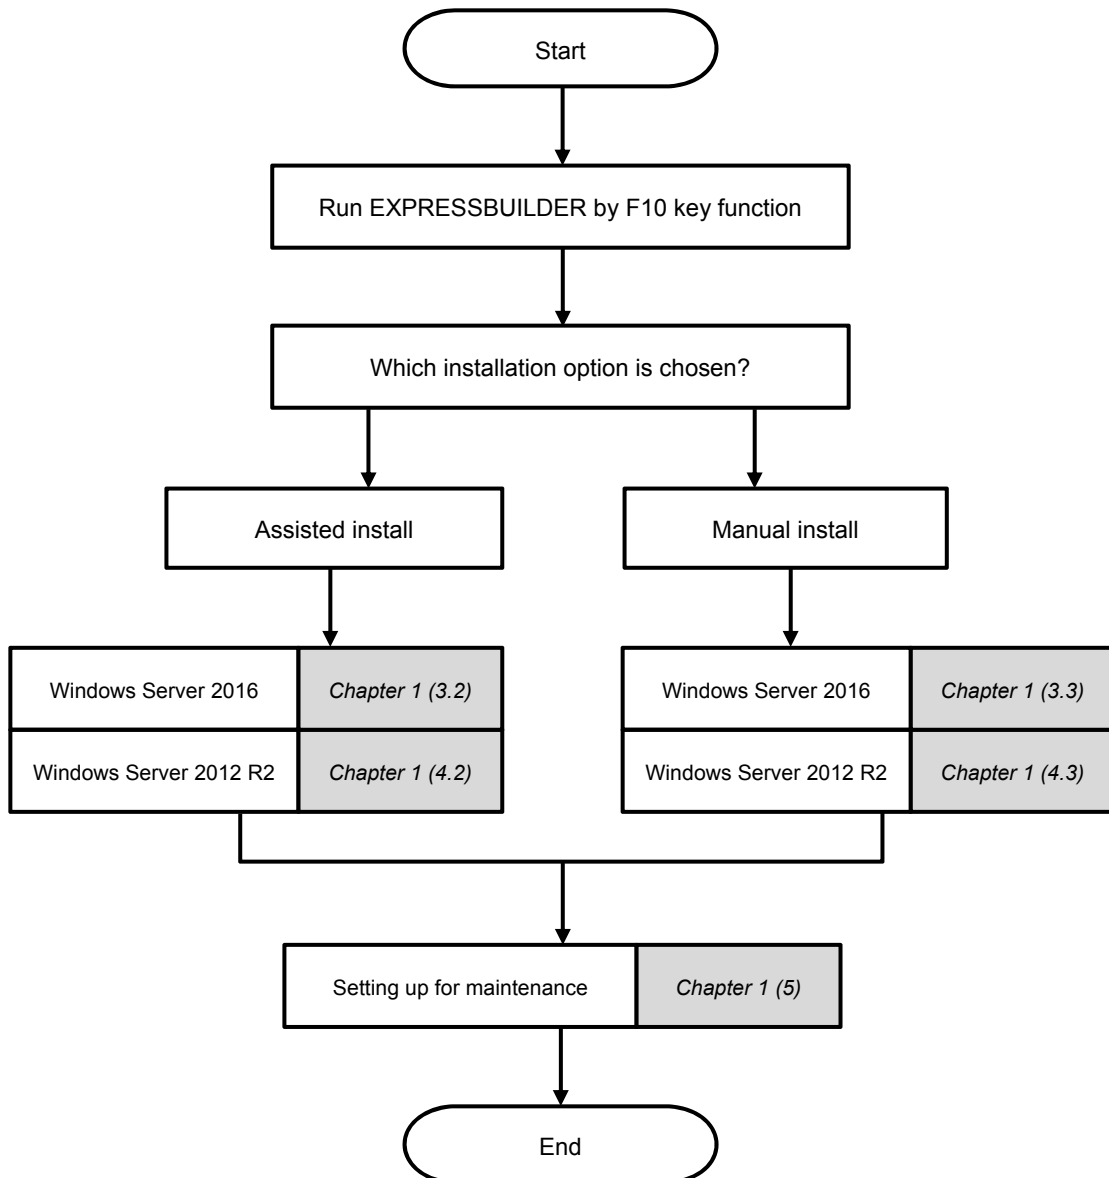 Start
Run EXPRESSBUILDER by F10 key function
Which installation option is chosen?
Assisted install
Manual install
Windows Server 2016
Chapter 1 (3.2)
Windows Server 2012 R2
Chapter 1 (4.2)
Windows Server 2016
Chapter 1 (3.3)
Windows Server 2012 R2
Chapter 1 (4.3)
Setting up for maintenance
Chapter 1 (5)
End